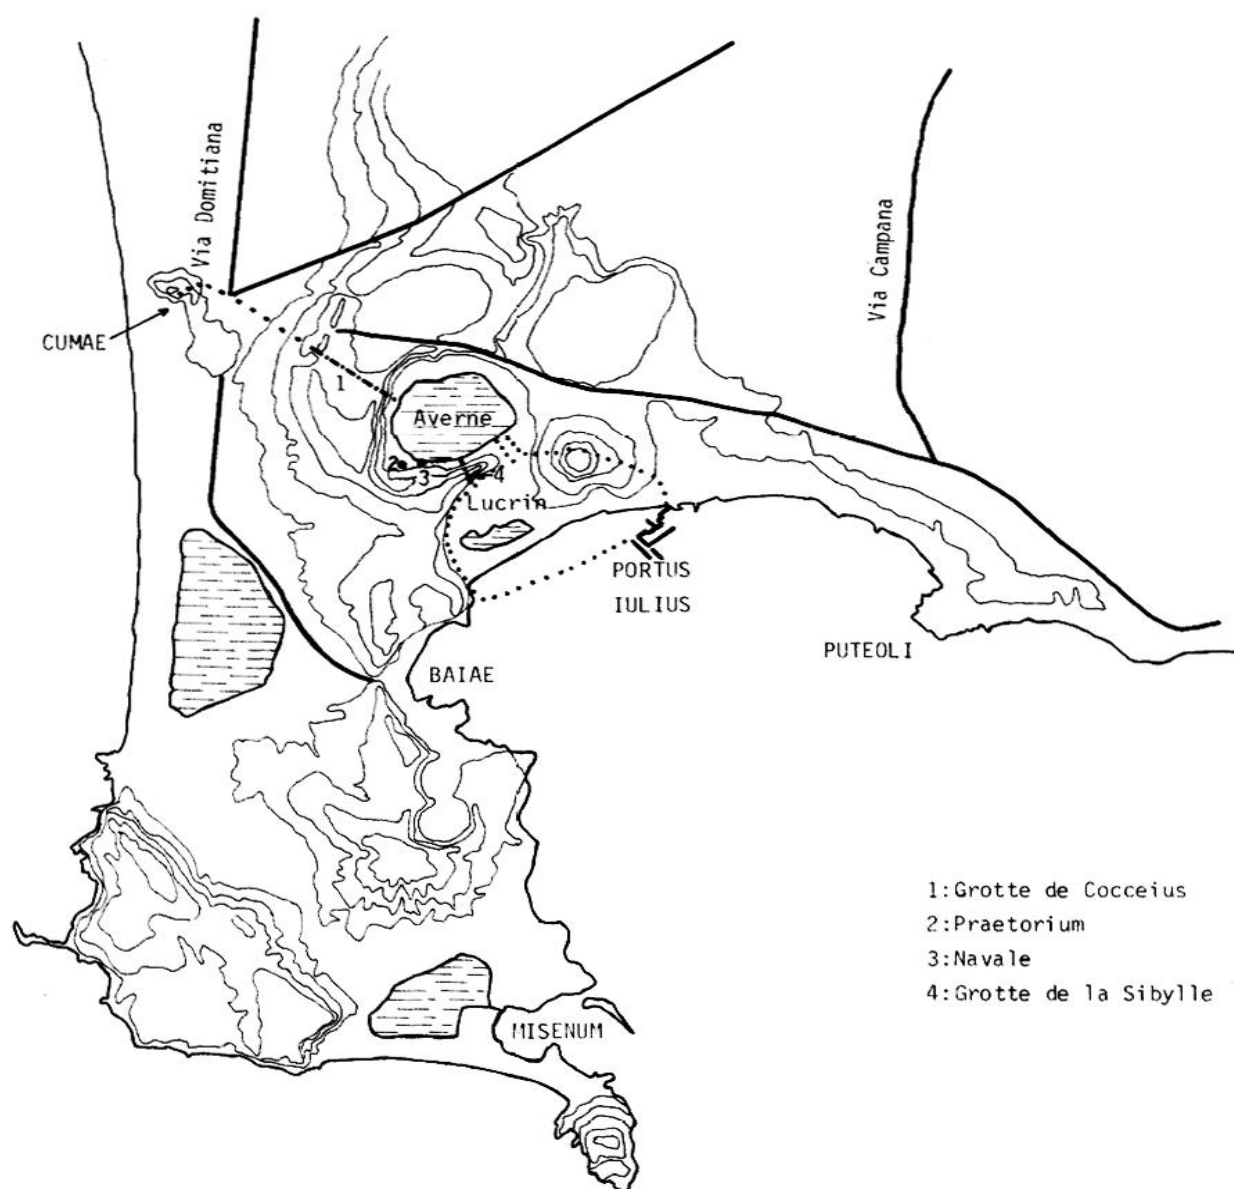 Via Domitiana
Via Campana
CUMAE
1
Averne
2
3
4
Lucrin
PORTUS
IULIUS
PUTEOLI
BAIAE
1:Grotte de Cocceius
2:Praetorium
3:Navale
4:Grotte de la Sibylle
MISENUM